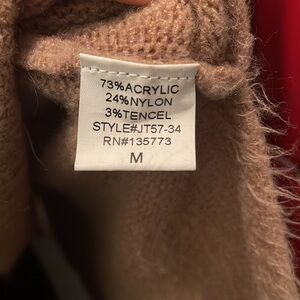 73%ACRYLIC
24%NYLON
3%TENCEL
STYLE#JT57-34
RN#135773
M